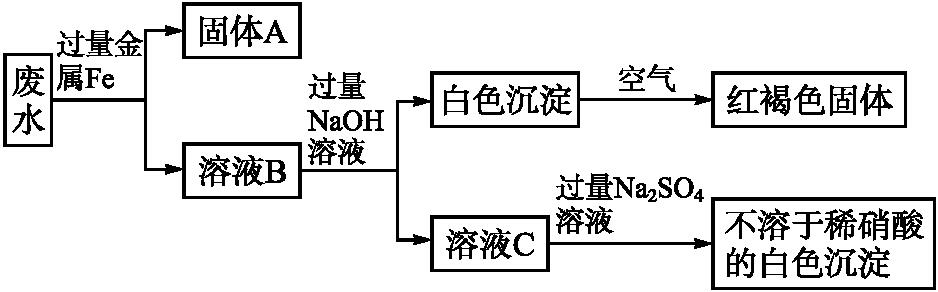 废
水
过量金
属Fe
固体A
溶液B
过量
NaOH
溶液
白色沉淀
空气
红褐色固体
溶液C
过量Na₂SO₄
溶液
不溶于稀硝酸
的白色沉淀